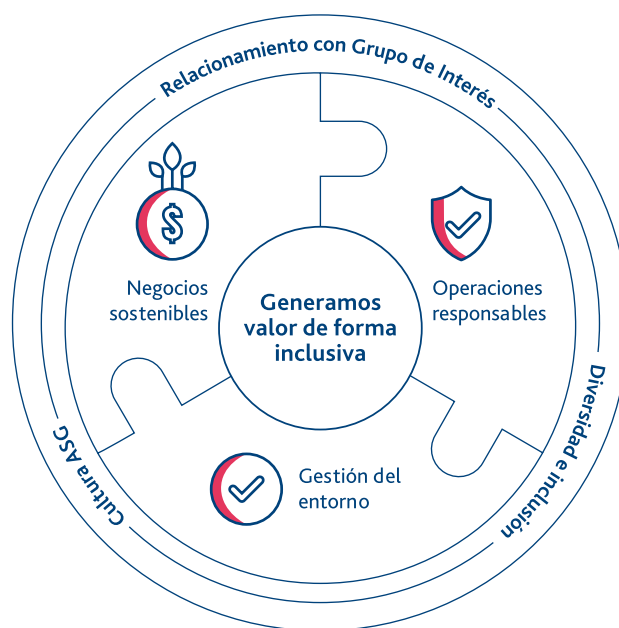 Relacionamiento con Grupo de Interés
Negocios
sostenibles
Operaciones
responsables
Generamos
valor de forma
inclusiva
Gestión del
entorno
Cultura ASG
Diversidad e inclusión